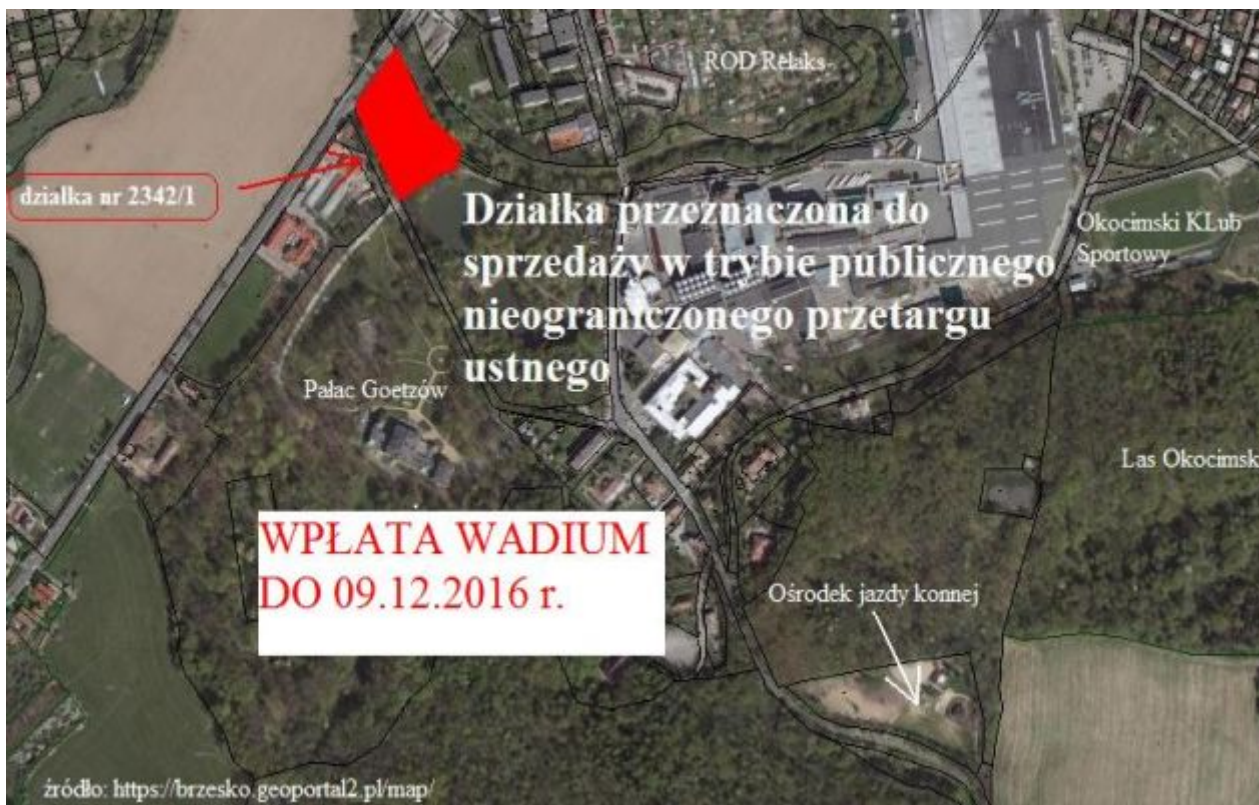 ROD Relaks
działka nr 2342/1
Działka przeznaczona do
sprzedaży w trybie publicznego
nieograniczonego przetargu
ustnego
Okocimski KLub
Sportowy
Pałac Goetzów
Las Okocimsk
WPŁATA WADIUM
DO 09.12.2016 r.
Ośrodek jazdy konnej
źródło: https://brzesko.geoportal2.pl/map/